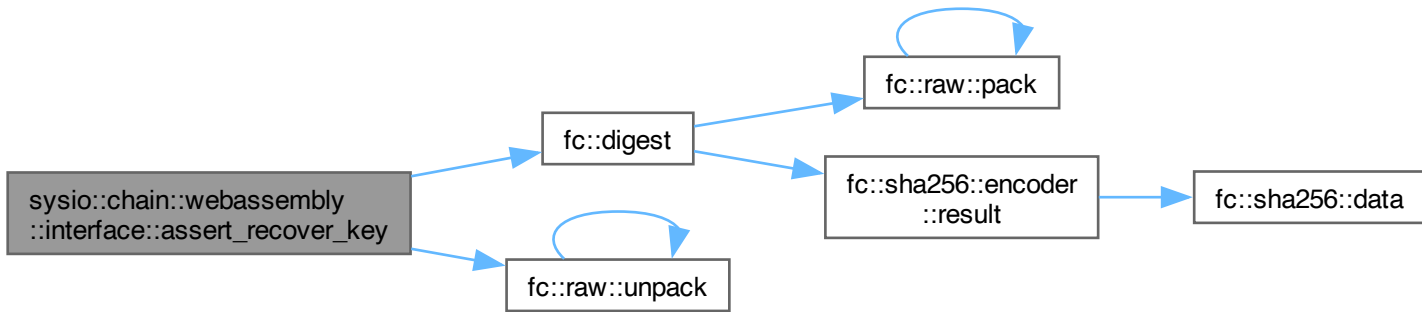 sysio::chain::webassembly
::interface::assert_recover_key
fc::digest
fc::raw::unpack
fc::raw::pack
fc::sha256::encoder
::result
fc::sha256::data